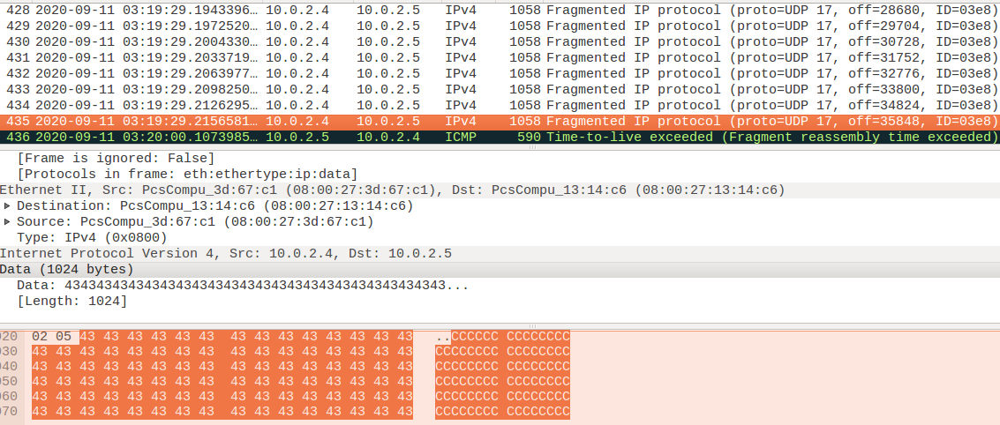 428 2020-09-11 03:19:29.1943396… 10.0.2.4 10.0.2.5 IPv4 1058 Fragmented IP protocol (proto=UDP 17, off=28680, ID=03e8)
429 2020-09-11 03:19:29.1972520… 10.0.2.4 10.0.2.5 IPv4 1058 Fragmented IP protocol (proto=UDP 17, off=29704, ID=03e8)
430 2020-09-11 03:19:29.2004330… 10.0.2.4 10.0.2.5 IPv4 1058 Fragmented IP protocol (proto=UDP 17, off=30728, ID=03e8)
431 2020-09-11 03:19:29.2033719… 10.0.2.4 10.0.2.5 IPv4 1058 Fragmented IP protocol (proto=UDP 17, off=31752, ID=03e8)
432 2020-09-11 03:19:29.2063977… 10.0.2.4 10.0.2.5 IPv4 1058 Fragmented IP protocol (proto=UDP 17, off=32776, ID=03e8)
433 2020-09-11 03:19:29.2098250… 10.0.2.4 10.0.2.5 IPv4 1058 Fragmented IP protocol (proto=UDP 17, off=33800, ID=03e8)
434 2020-09-11 03:19:29.2126295… 10.0.2.4 10.0.2.5 IPv4 1058 Fragmented IP protocol (proto=UDP 17, off=34824, ID=03e8)
435 2020-09-11 03:19:29.2156581… 10.0.2.4 10.0.2.5 IPv4 1058 Fragmented IP protocol (proto=UDP 17, off=35848, ID=03e8)
436 2020-09-11 03:20:00.1073985… 10.0.2.5 10.0.2.4 ICMP 590 Time-to-live exceeded (Fragment reassembly time exceeded)
[Frame is ignored: False]
[Protocols in frame: eth:ethertype:ip:data]
Ethernet II, Src: PcsCompu_3d:67:c1 (08:00:27:3d:67:c1), Dst: PcsCompu_13:14:c6 (08:00:27:13:14:c6)
Destination: PcsCompu_13:14:c6 (08:00:27:13:14:c6)
Source: PcsCompu_3d:67:c1 (08:00:27:3d:67:c1)
Type: IPv4 (0x0800)
Internet Protocol Version 4, Src: 10.0.2.4, Dst: 10.0.2.5
Data (1024 bytes)
Data: 434343434343434343434343434343434343434343434343...
[Length: 1024]
020 02 05 43 43 43 43 43 43 43 43 43 43 43 43 43 43 ..CCCCCC CCCCCCCC
030 43 43 43 43 43 43 43 43 43 43 43 43 43 43 43 43 CCCCCCCC CCCCCCCC
040 43 43 43 43 43 43 43 43 43 43 43 43 43 43 43 43 CCCCCCCC CCCCCCCC
050 43 43 43 43 43 43 43 43 43 43 43 43 43 43 43 43 CCCCCCCC CCCCCCCC
060 43 43 43 43 43 43 43 43 43 43 43 43 43 43 43 43 CCCCCCCC CCCCCCCC
070 43 43 43 43 43 43 43 43 43 43 43 43 43 43 43 43 CCCCCCCC CCCCCCCC